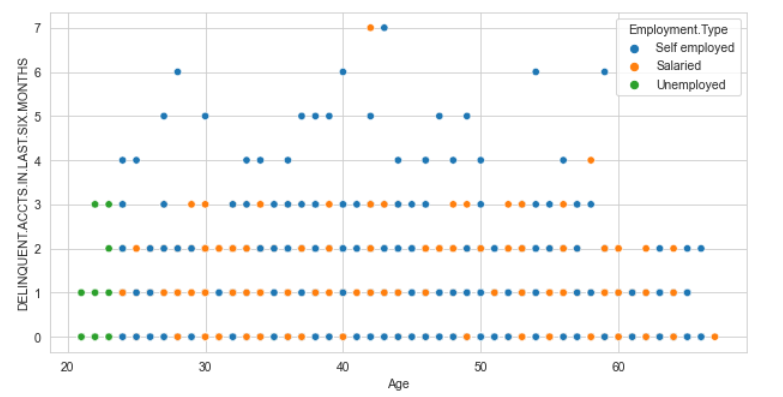 7
6
5
4
3
2
1
0
DELINQUENT.ACCTS.IN.LAST.SIX.MONTHS
Employment.Type
Self employed
Salaried
Unemployed
20 30 40 50 60
Age